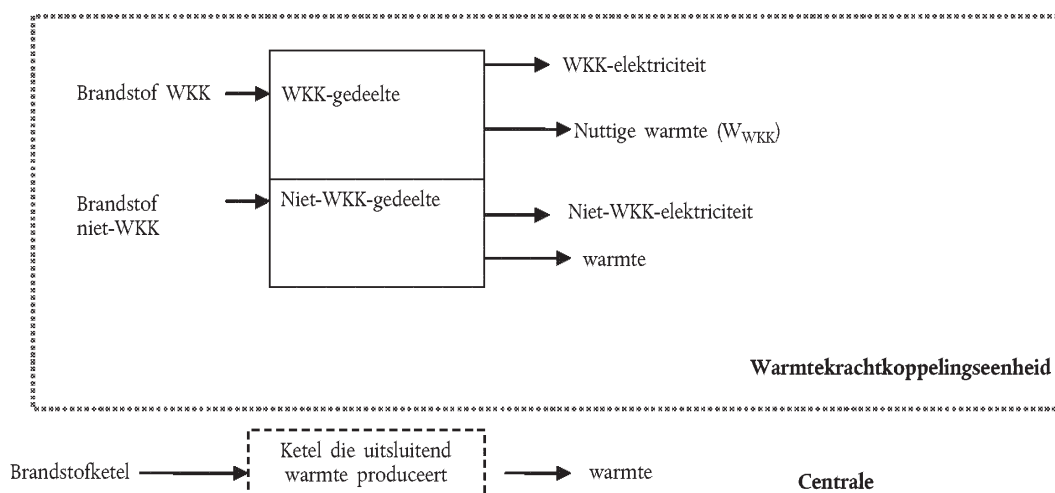 Brandstof WKK
WKK-gedeelte
WKK-elektriciteit
Nuttige warmte (W_WKK)
Brandstof
niet-WKK
Niet-WKK-gedeelte
Niet-WKK-elektriciteit
warmte
Warmtekrachtkoppelingseenheid
Brandstofketel
Ketel die uitsluitend
warmte produceert
warmte
Centrale